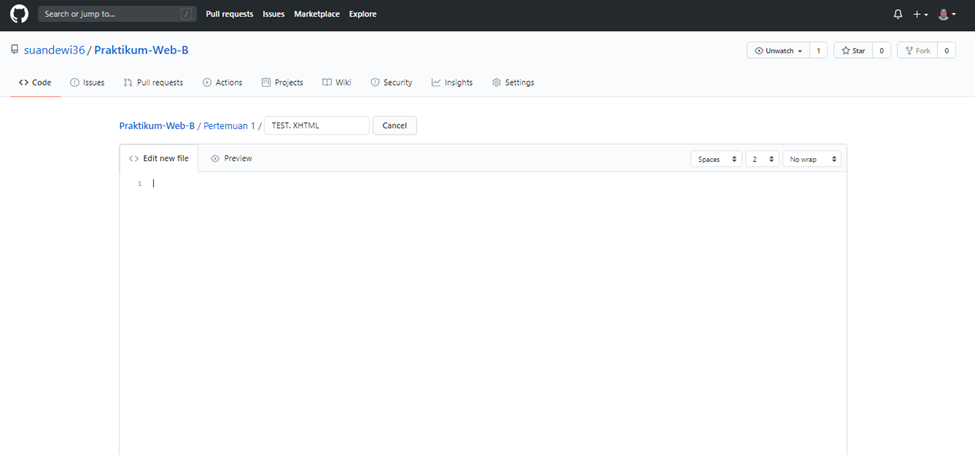 Search or jump to... / Pull requests Issues Marketplace Explore
suandewi36 / Praktikum-Web-B Unwatch 1 Star 0 Fork 0
Code Issues Pull requests Actions Projects Wiki Security Insights Settings
Praktikum-Web-B / Pertemuan 1 / TEST. XHTML Cancel
<> Edit new file Preview Spaces 2 No wrap
1